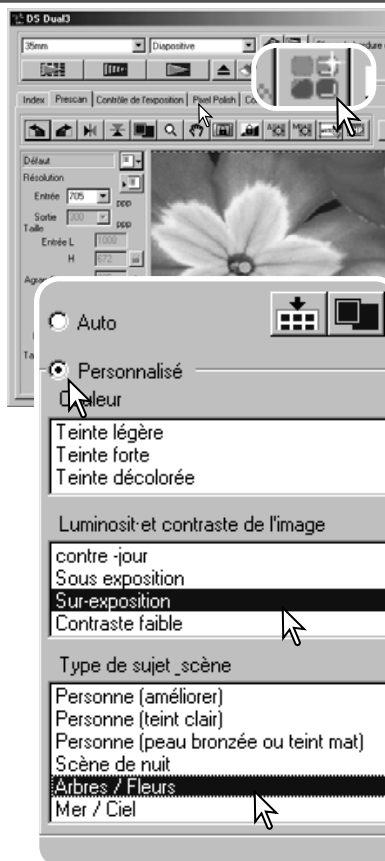 DS Dual3
35mm
Diapositive
Index Prescan Contrôle de l'exposition Pixel Polish
Défaut
Résolution
Entrée 705 ppp
Sortie 300 ppp
Taille
Entrée L 1000
H 672
Auto
Personnalisé
Teinte légère
Teinte forte
Teinte décolorée
Luminosit·et contraste de l'image
contre -jour
Sous exposition
Sur-exposition
Contraste faible
Type de sujet_scène
Personne (améliorer)
Personne (teint clair)
Personne (peau bronzée ou teint mat)
Scène de nuit
Arbres / Fleurs
Mer / Ciel